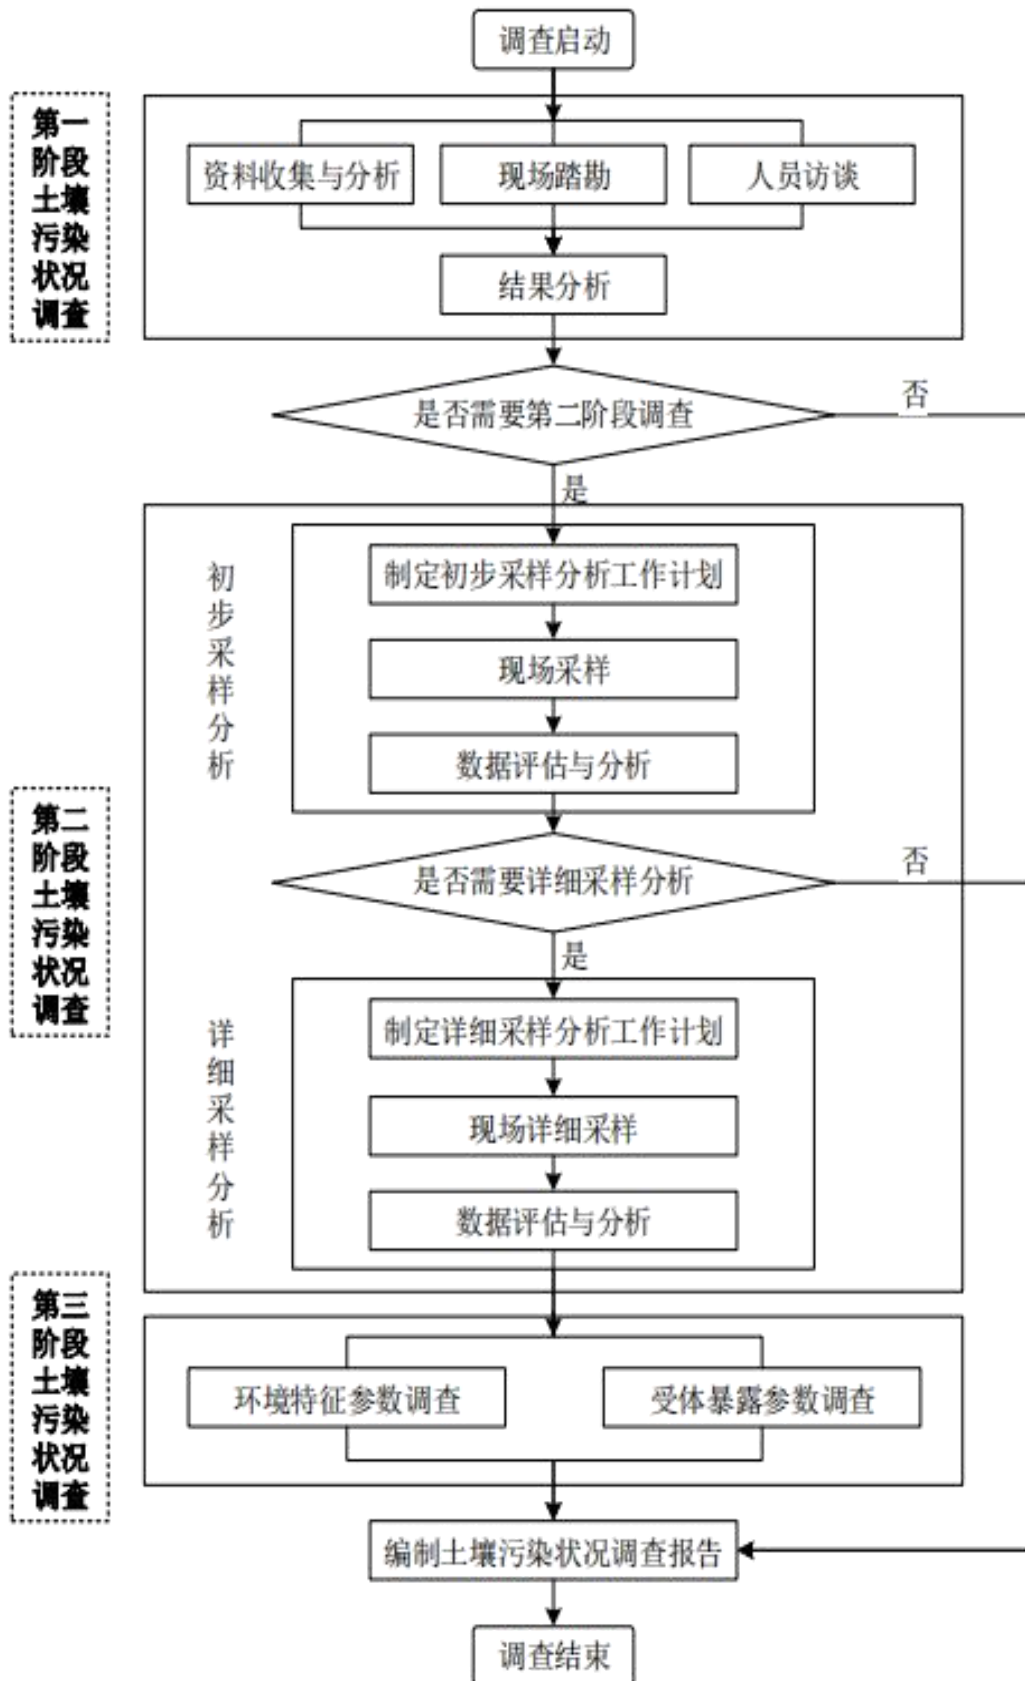 调查启动
第一
阶段
土壤
污染
状况
调查
资料收集与分析
现场踏勘
人员访谈
结果分析
是否需要第二阶段调查
否
是
初
步
采
样
分
析
制定初步采样分析工作计划
现场采样
数据评估与分析
第二
阶段
土壤
污染
状况
调查
是否需要详细采样分析
否
是
详
细
采
样
分
析
制定详细采样分析工作计划
现场详细采样
数据评估与分析
第三
阶段
土壤
污染
状况
调查
环境特征参数调查
受体暴露参数调查
编制土壤污染状况调查报告
调查结束